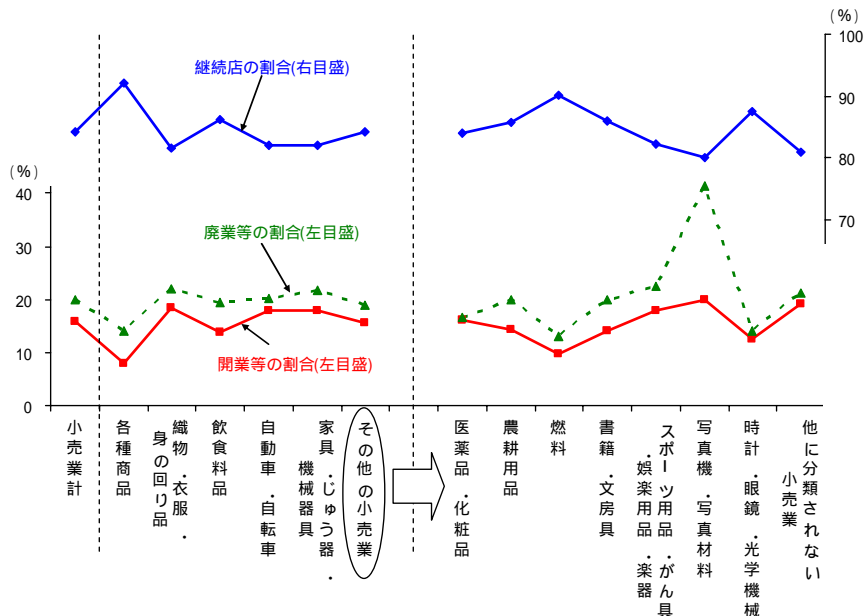 (%)
100
90
80
70
継続店の割合(右目盛)
(%)
40
30
20
10
0
廃業等の割合(左目盛)
開業等の割合(左目盛)
小売業計
各種商品
織物・衣服・
身の回り品
飲食料品
自動車・自転車
家具・じゅう器・
機械器具
その他の小売業
医薬品・化粧品
農耕用品
燃料
書籍・文房具
スポーツ用品・がん具
・娯楽用品・楽器
写真機・写真材料
時計・眼鏡・光学機械
他に分類されない
小売業